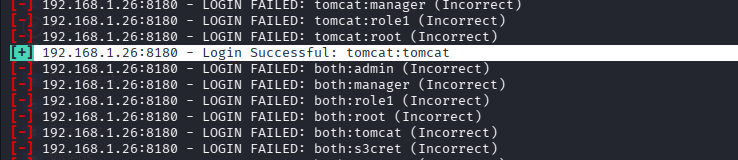 [-] 192.168.1.26:8180 - LOGIN FAILED: tomcat:manager (Incorrect)
[-] 192.168.1.26:8180 - LOGIN FAILED: tomcat:role1 (Incorrect)
[-] 192.168.1.26:8180 - LOGIN FAILED: tomcat:root (Incorrect)
[+] 192.168.1.26:8180 - Login Successful: tomcat:tomcat
[-] 192.168.1.26:8180 - LOGIN FAILED: both:admin (Incorrect)
[-] 192.168.1.26:8180 - LOGIN FAILED: both:manager (Incorrect)
[-] 192.168.1.26:8180 - LOGIN FAILED: both:role1 (Incorrect)
[-] 192.168.1.26:8180 - LOGIN FAILED: both:root (Incorrect)
[-] 192.168.1.26:8180 - LOGIN FAILED: both:tomcat (Incorrect)
[-] 192.168.1.26:8180 - LOGIN FAILED: both:s3cret (Incorrect)